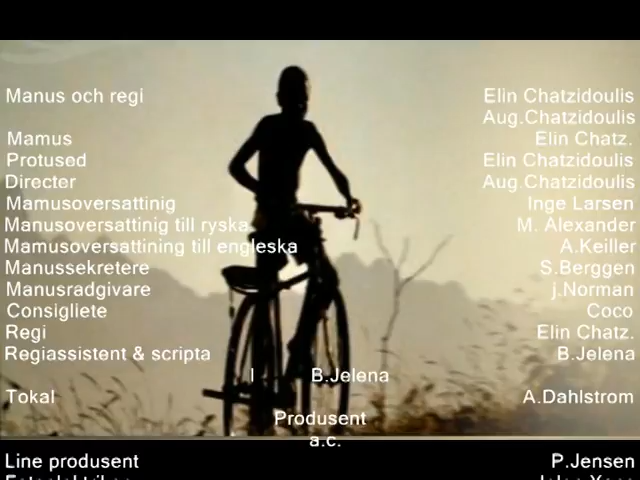 Manus och regi Elin Chatzidoulis
Aug.Chatzidoulis
Mamus Elin Chatz.
Protused Elin Chatzidoulis
Directer Aug.Chatzidoulis
Mamusoversattinig Inge Larsen
Manusoversattinig till ryska M. Alexander
Mamusoversattining till engleska A.Keiller
Manussekretere S.Berggen
Manusradgivare j.Norman
Consigliete Coco
Regi Elin Chatz.
Regiassistent & scripta B.Jelena
I B.Jelena
Tokal A.Dahlstrom
Produsent
a.c.
Line produsent P.Jensen